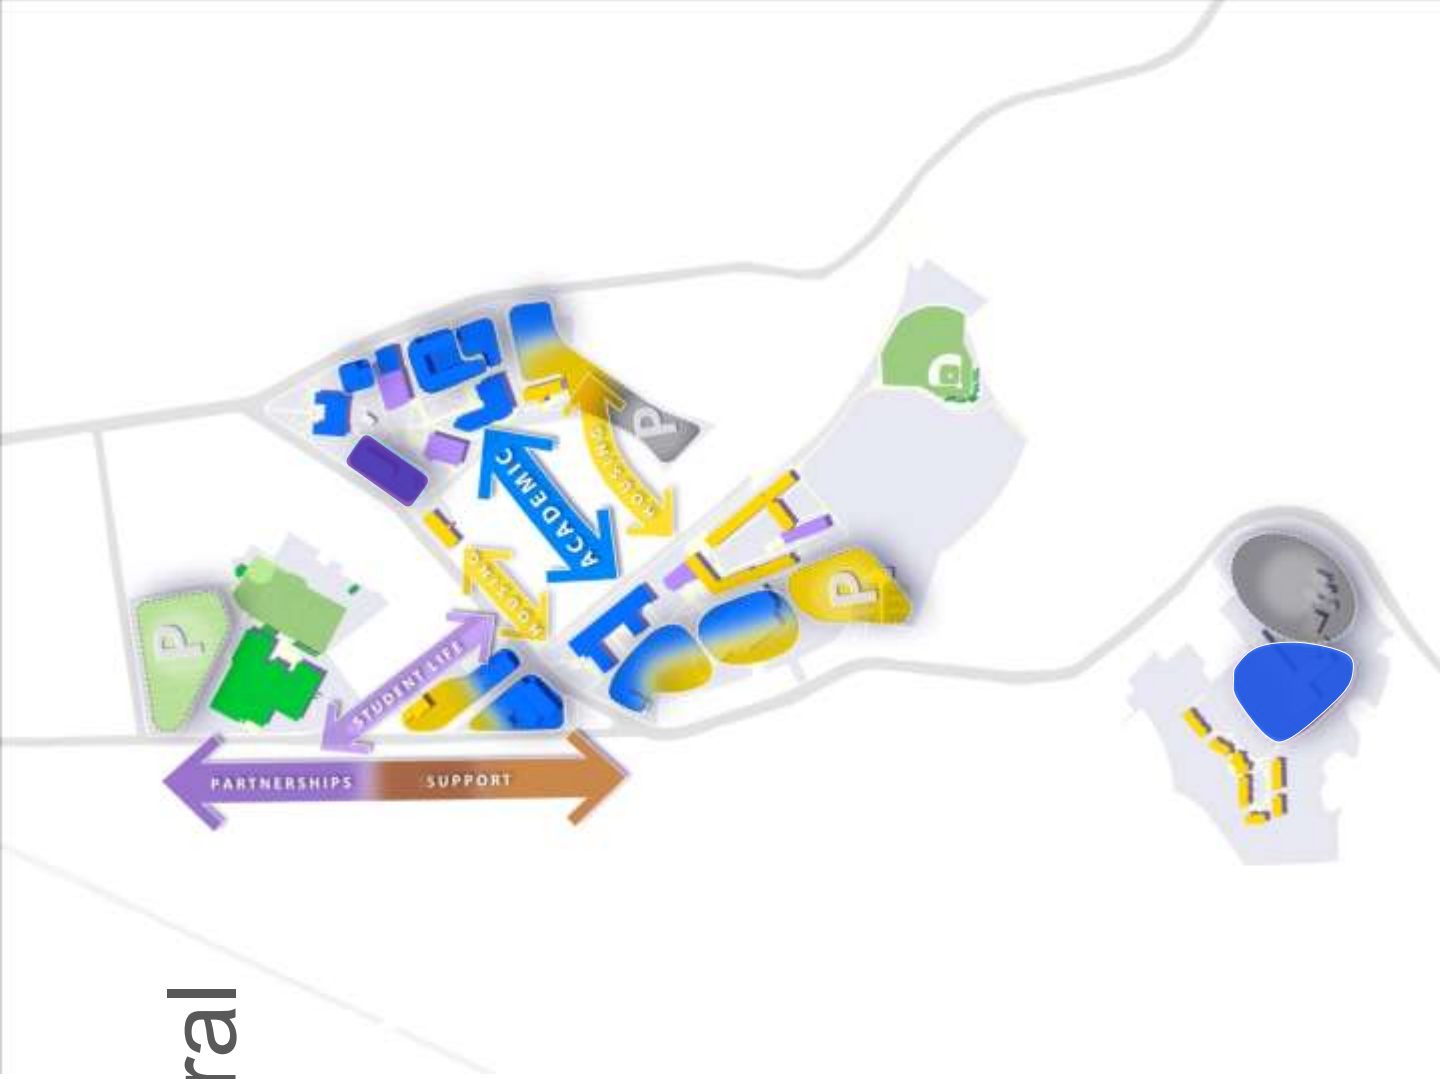 P
HOUSING
ACADEMIC
P
HOUSING
P
STUDENT LIFE
PARTNERSHIPS
SUPPORT
ral